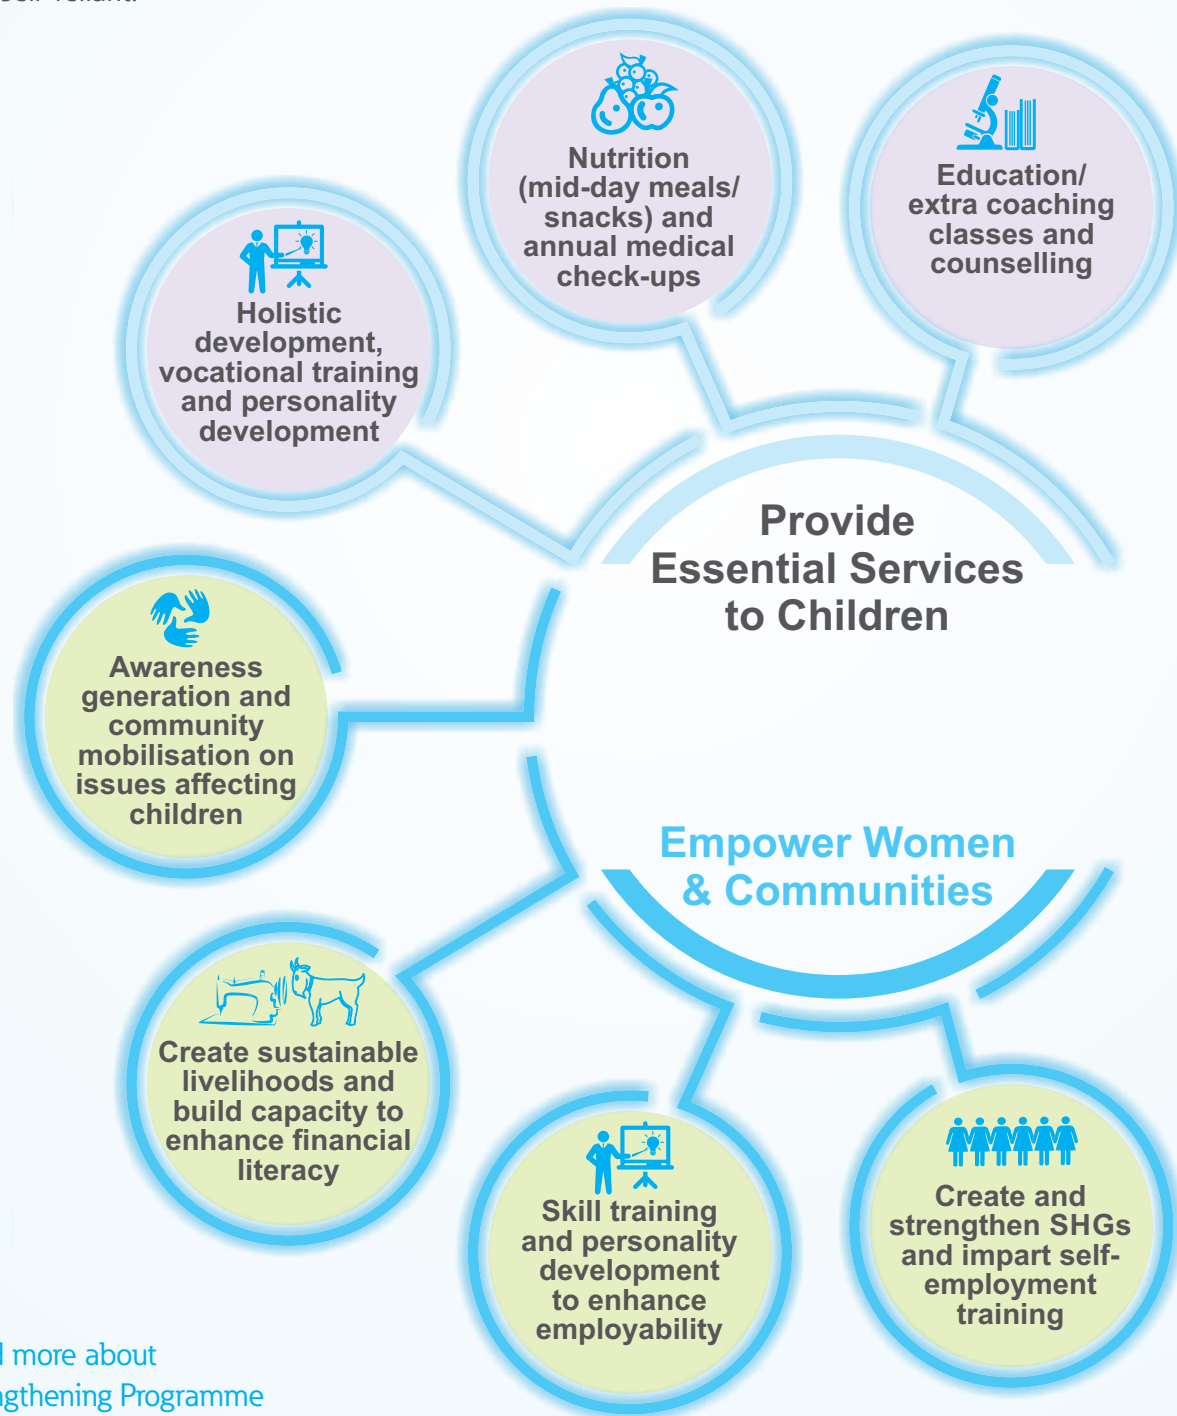 self-reliant.
Nutrition
(mid-day meals/
snacks) and
annual medical
check-ups
Education/
extra coaching
classes and
counselling
Holistic
development,
vocational training
and personality
development
Provide
Essential Services
to Children
Awareness
generation and
community
mobilisation on
issues affecting
children
Empower Women
& Communities
Create sustainable
livelihoods and
build capacity to
enhance financial
literacy
Skill training
and personality
development
to enhance
employability
Create and
strengthen SHGs
and impart self-
employment
training
more about
ngthening Programme